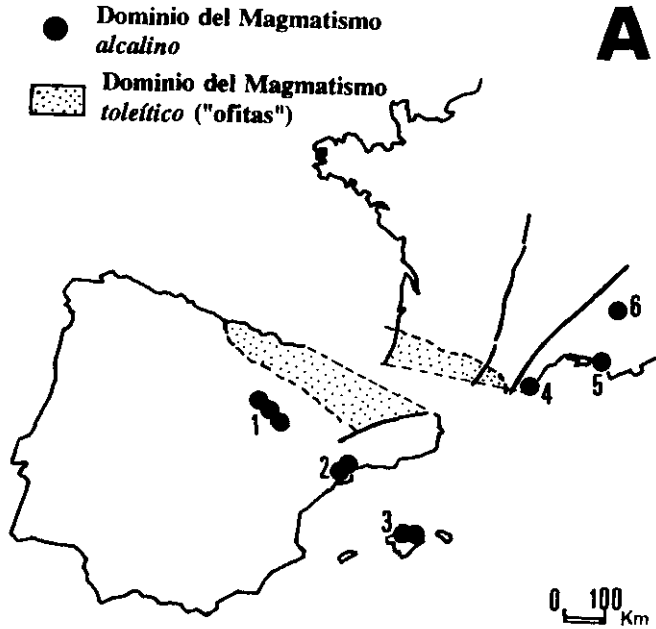 Dominio del Magmatismo
alcalino
A
Dominio del Magmatismo
toleítico ("ofitas")
6
5
4
1
2
3
0 100 Km